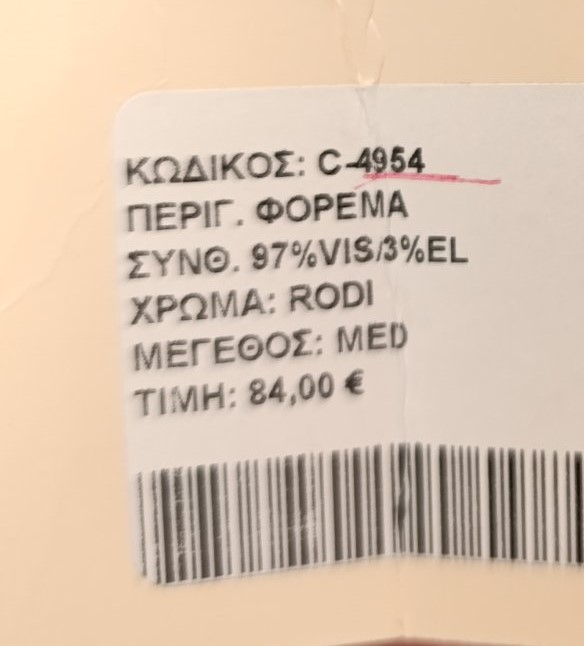 ΚΩΔΙΚΟΣ: C-4954
ΠΕΡΙΓ. ΦΟΡΕΜΑ
ΣΥΝΘ. 97%VIS/3%EL
ΧΡΩΜΑ: RODI
ΜΕΓΕΘΟΣ: MED
ΤΙΜΗ: 84,00 €